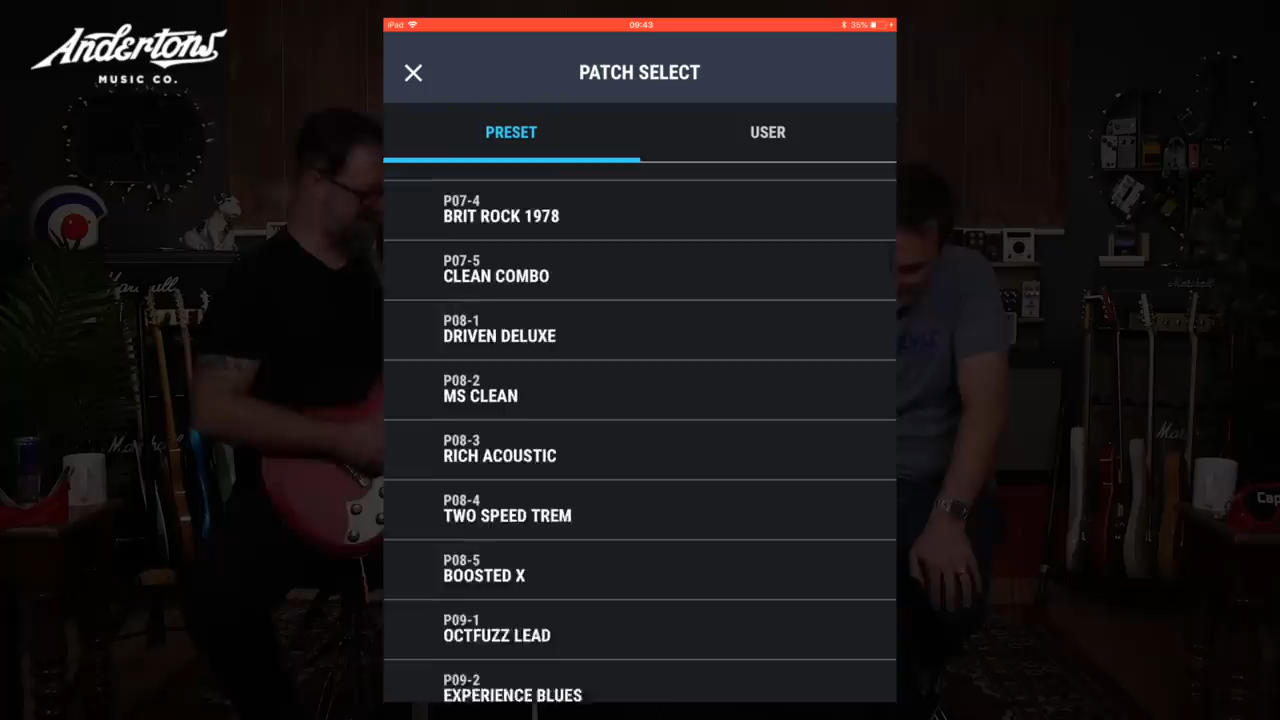 Andertons
MUSIC CO.
iPad
09:43
35%
PATCH SELECT
PRESET
USER
P07-4
BRIT ROCK 1978
P07-5
CLEAN COMBO
P08-1
DRIVEN DELUXE
P08-2
MS CLEAN
P08-3
RICH ACOUSTIC
P08-4
TWO SPEED TREM
P08-5
BOOSTED X
P09-1
OCTFUZZ LEAD
P09-2
EXPERIENCE BLUES
Marshall